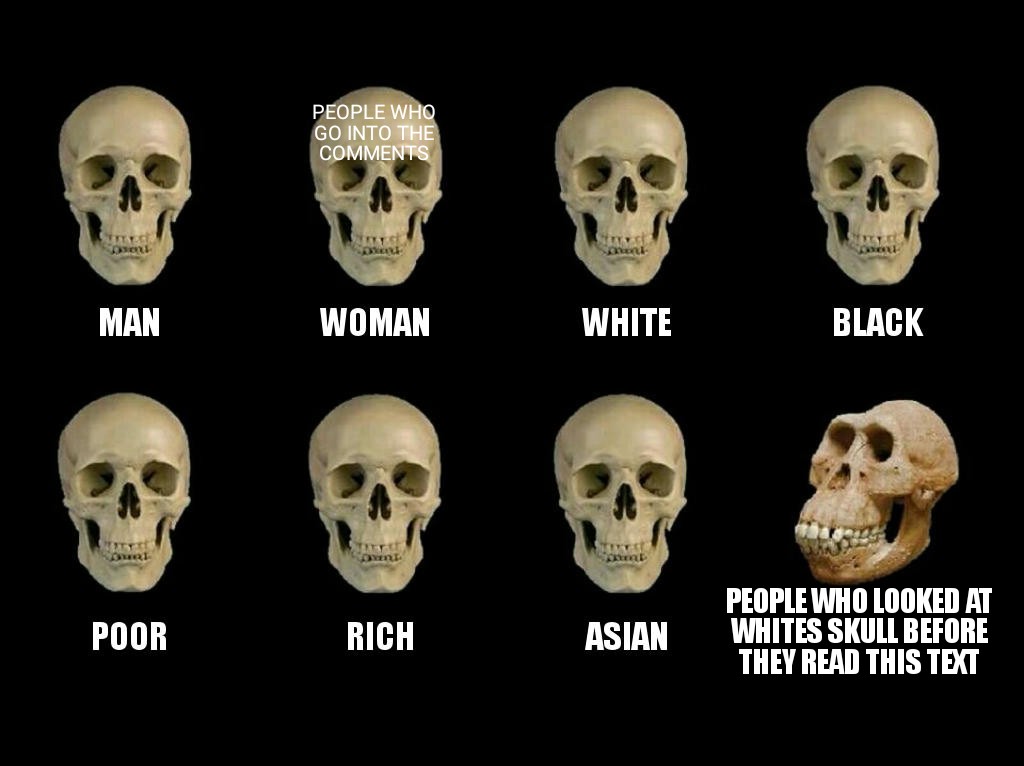 PEOPLE WHO
GO INTO THE
COMMENTS
MAN
WOMAN
WHITE
BLACK
POOR
RICH
ASIAN
PEOPLE WHO LOOKED AT
WHITES SKULL BEFORE
THEY READ THIS TEXT